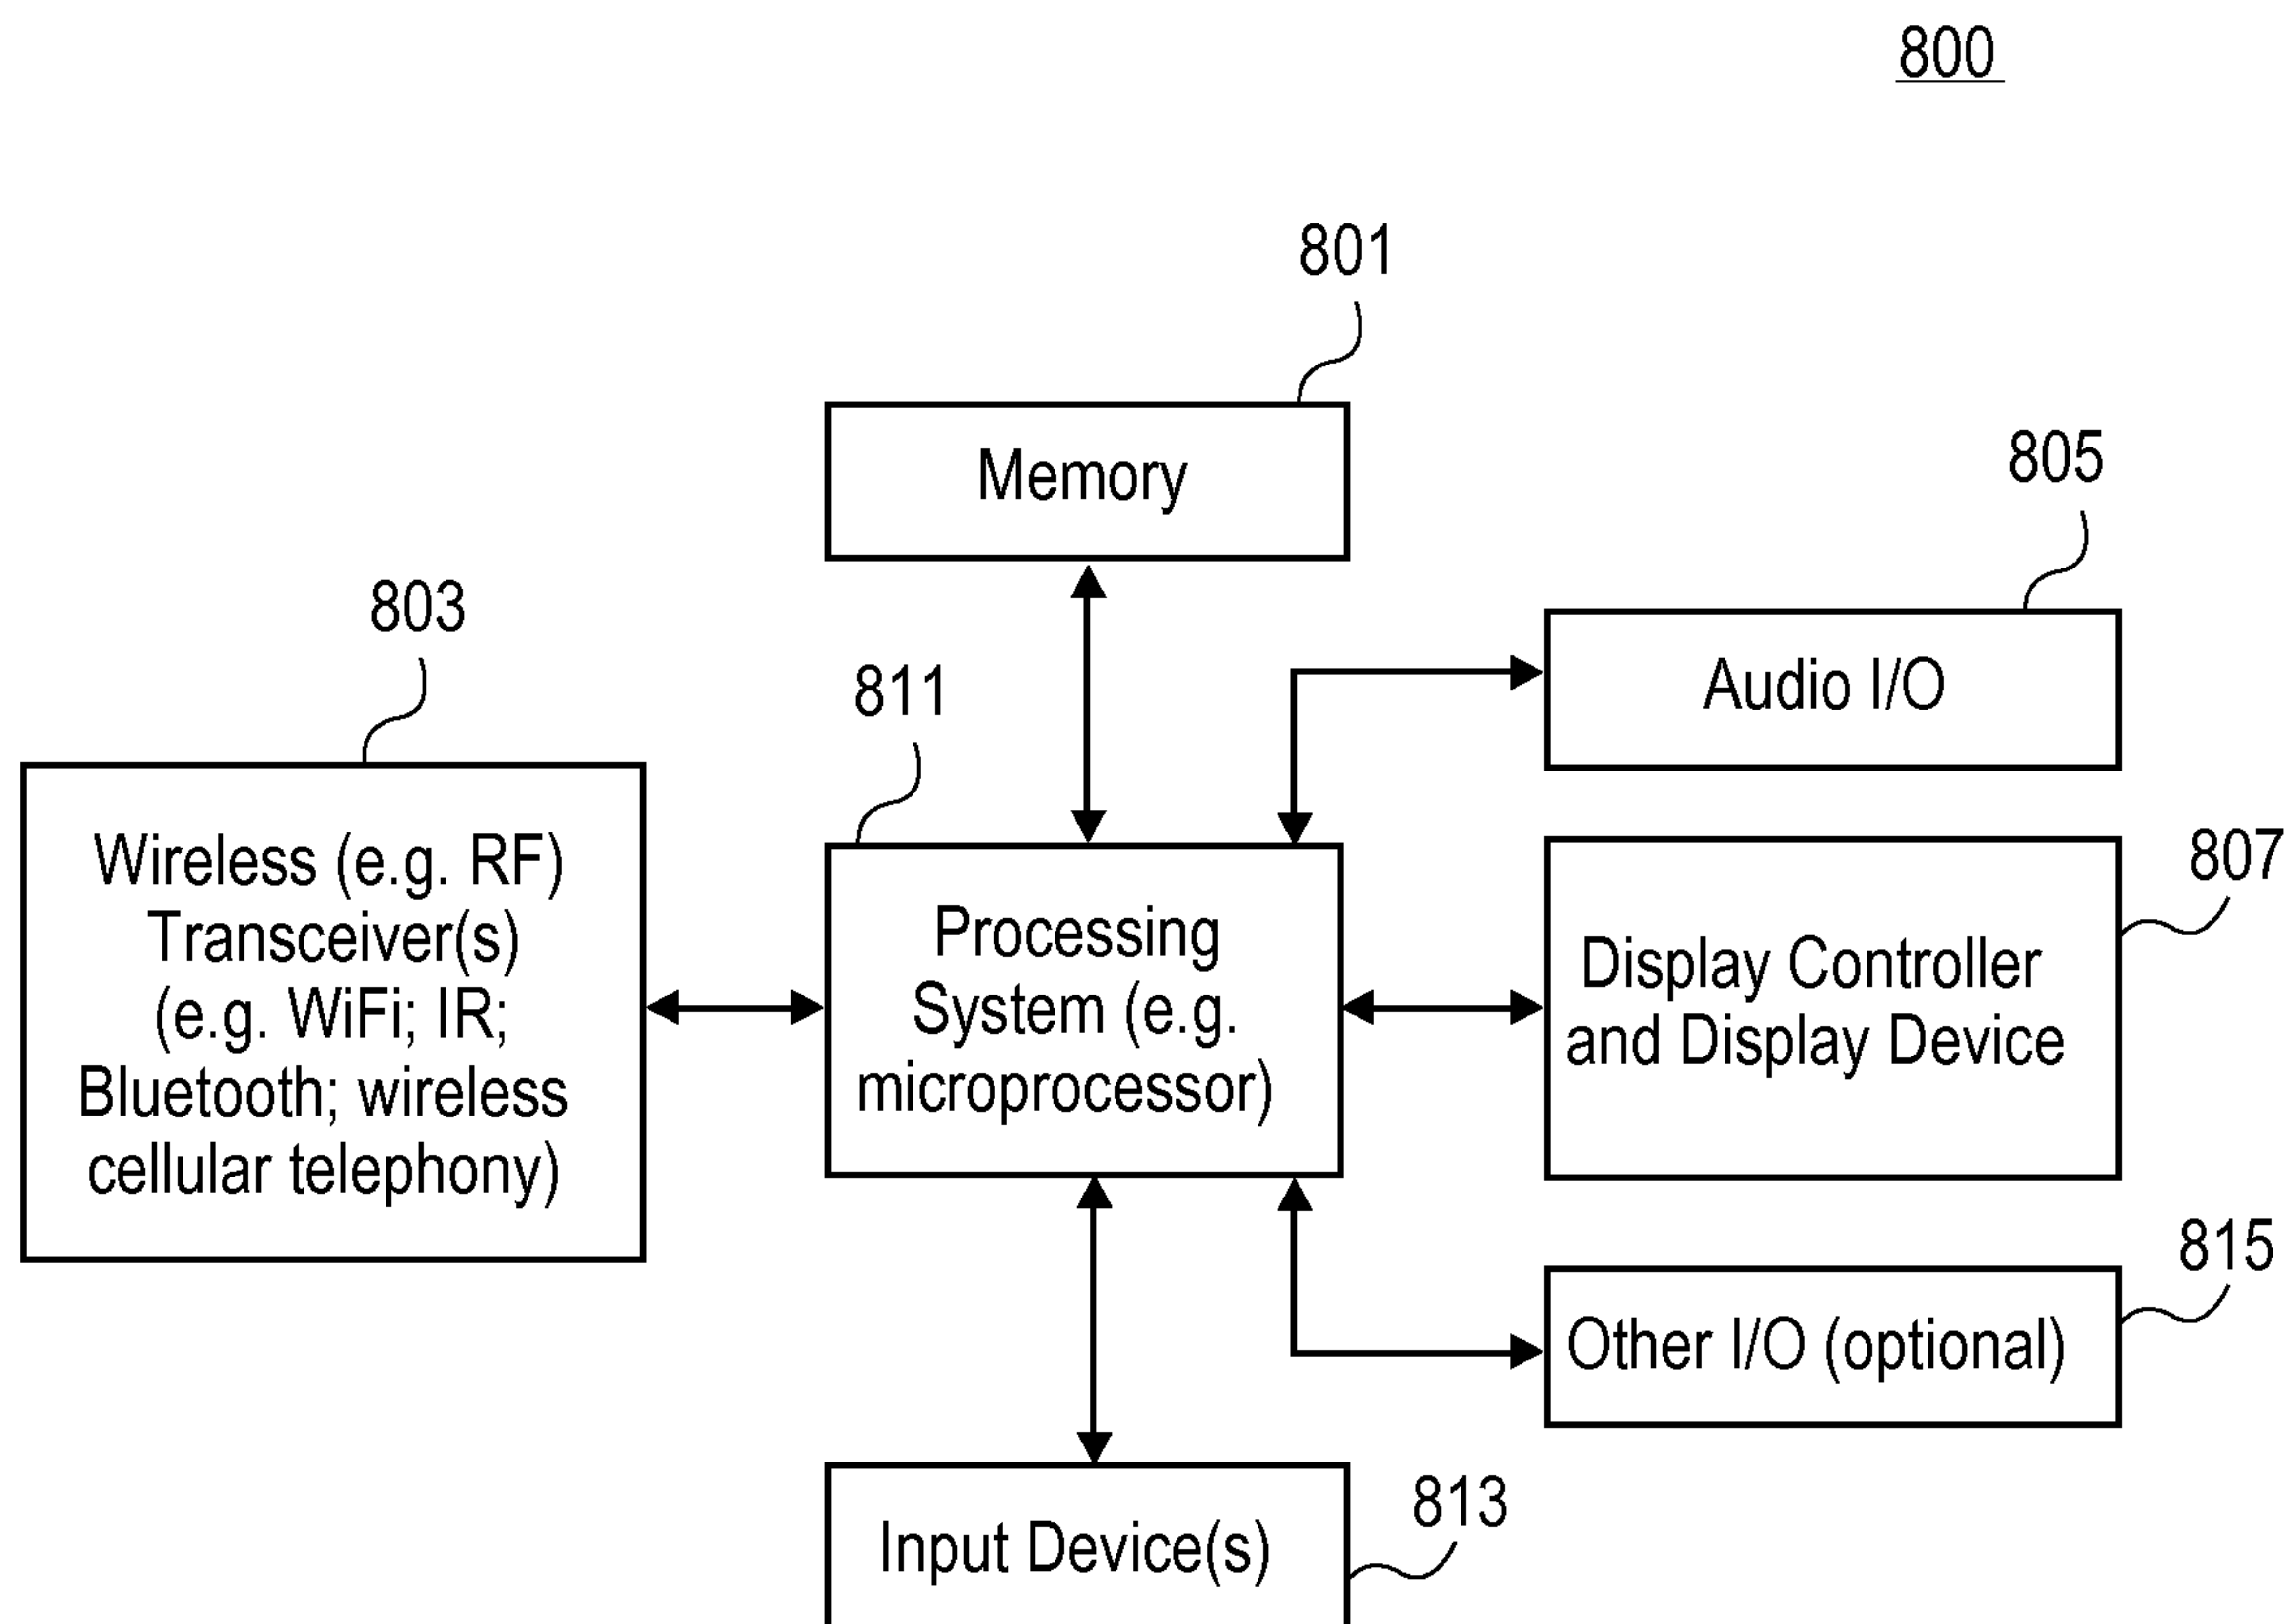 800
801
Memory
805
Audio I/O
803
Wireless (e.g. RF)
Transceiver(s)
(e.g. WiFi; IR;
Bluetooth; wireless
cellular telephony)
811
Processing
System (e.g.
microprocessor)
807
Display Controller
and Display Device
815
Other I/O (optional)
813
Input Device(s)